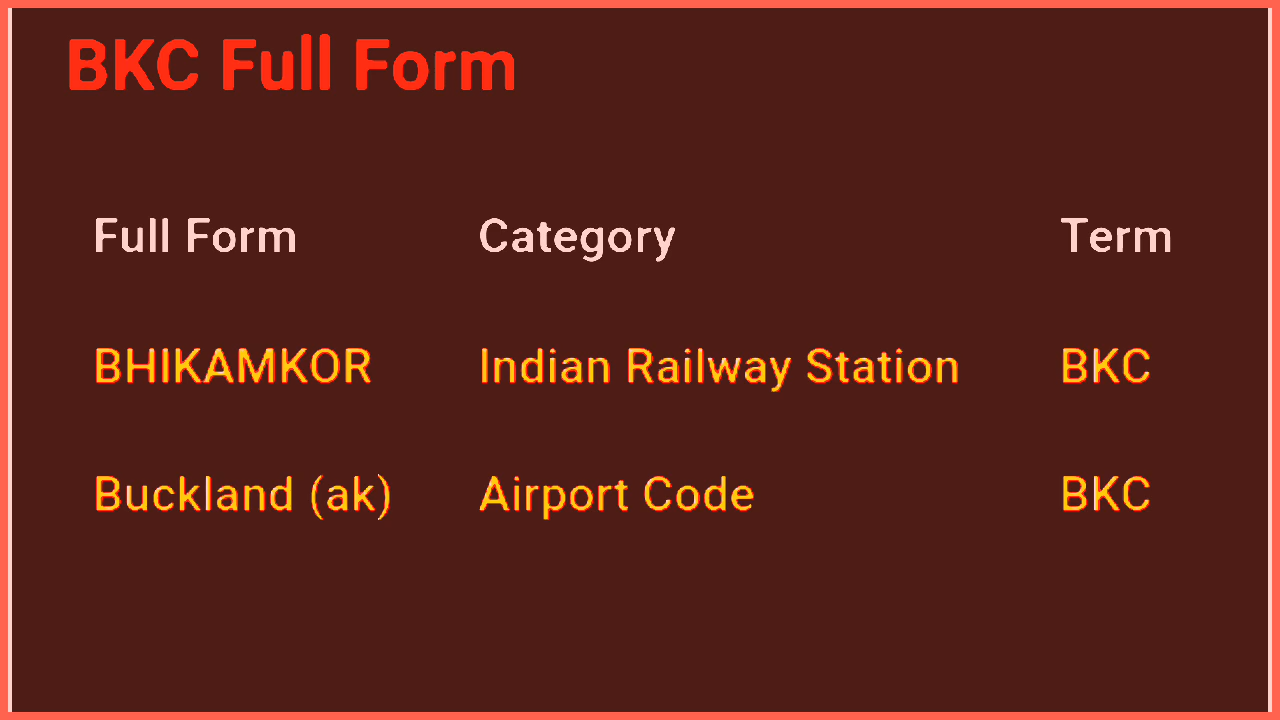 BKC Full Form
Full Form Category Term
BHIKAMKOR Indian Railway Station BKC
Buckland (ak) Airport Code BKC